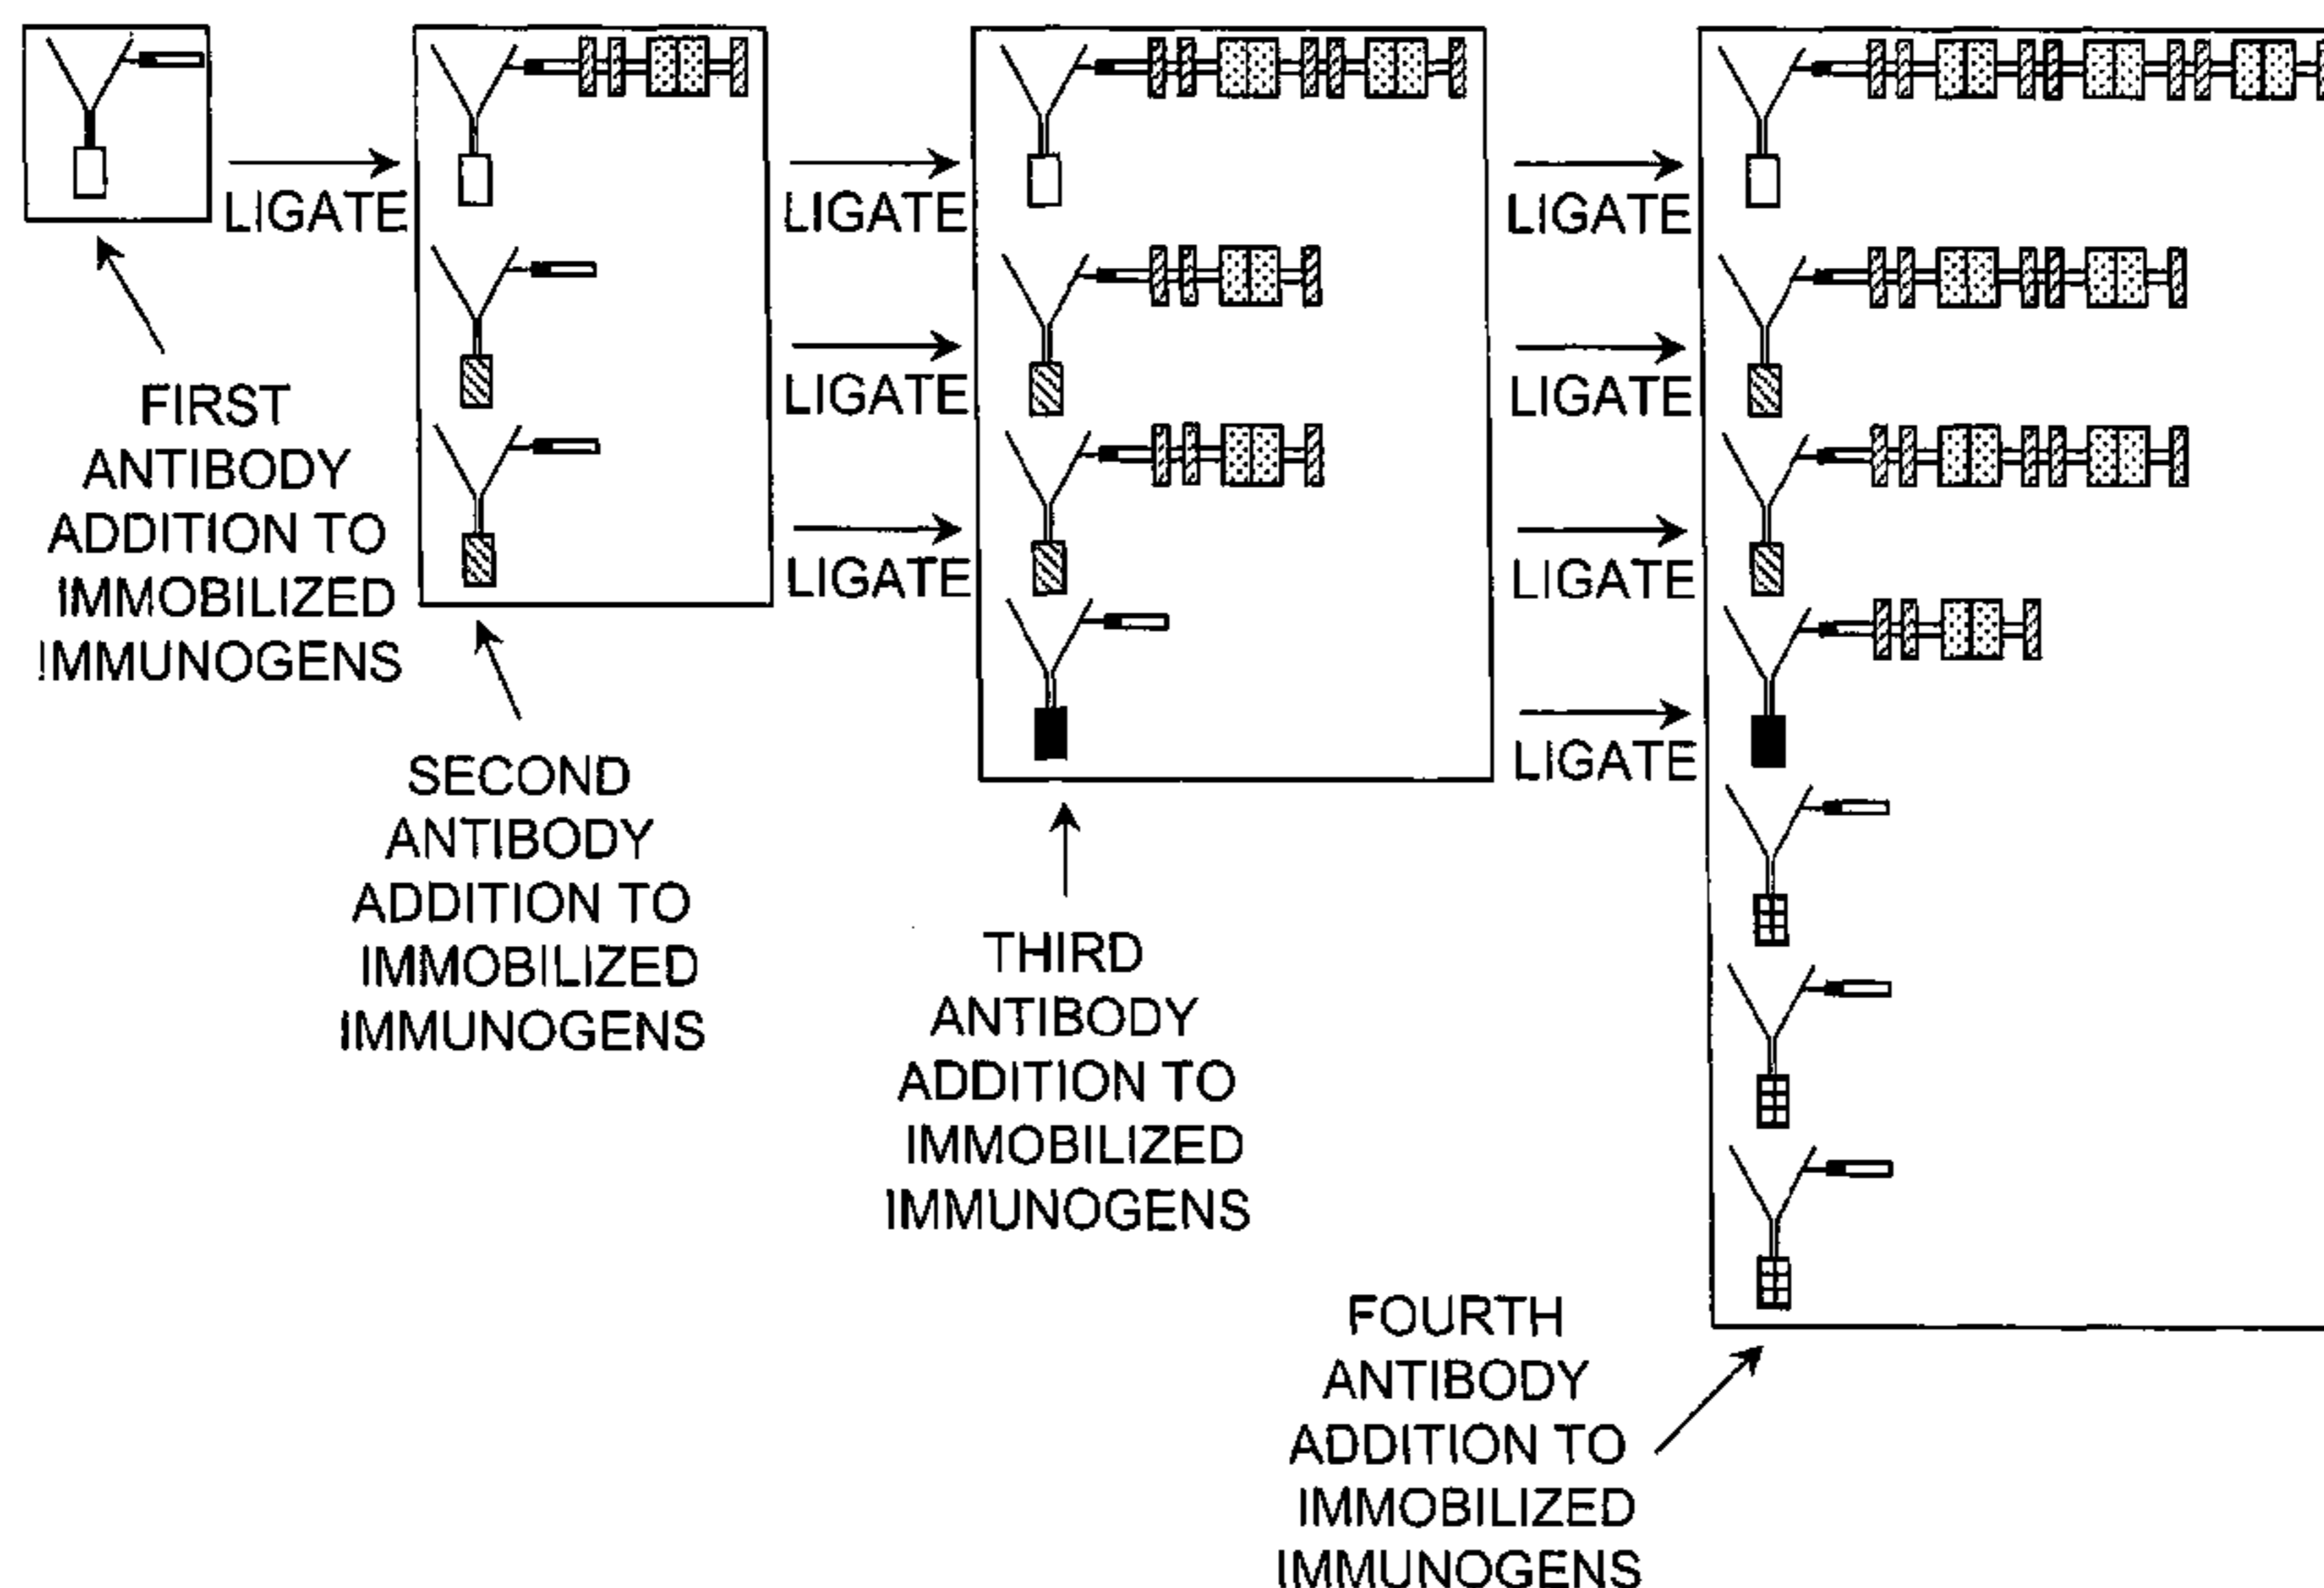 LIGATE
LIGATE
LIGATE
LIGATE
LIGATE
LIGATE
LIGATE
LIGATE
FIRST
ANTIBODY
ADDITION TO
IMMOBILIZED
IMMUNOGENS
SECOND
ANTIBODY
ADDITION TO
IMMOBILIZED
IMMUNOGENS
THIRD
ANTIBODY
ADDITION TO
IMMOBILIZED
IMMUNOGENS
FOURTH
ANTIBODY
ADDITION TO
IMMOBILIZED
IMMUNOGENS